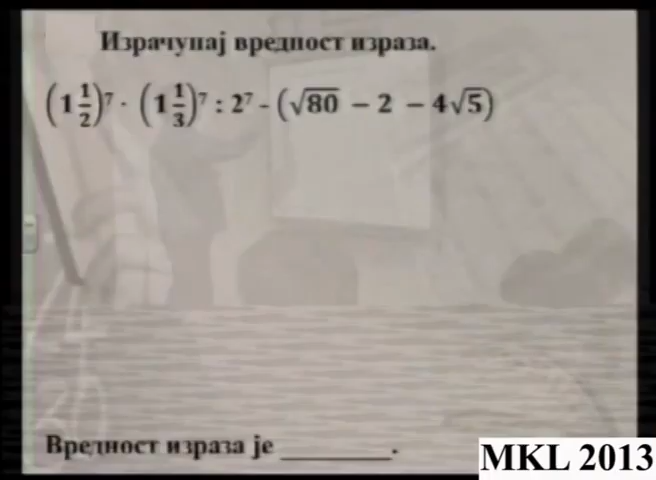 Израчунај вредност израза.
(1 1/2)⁷ · (1 1/3)⁷ : 2⁷ - (√80 − 2 − 4√5)
Вредност израза је ________.
MKL 2013